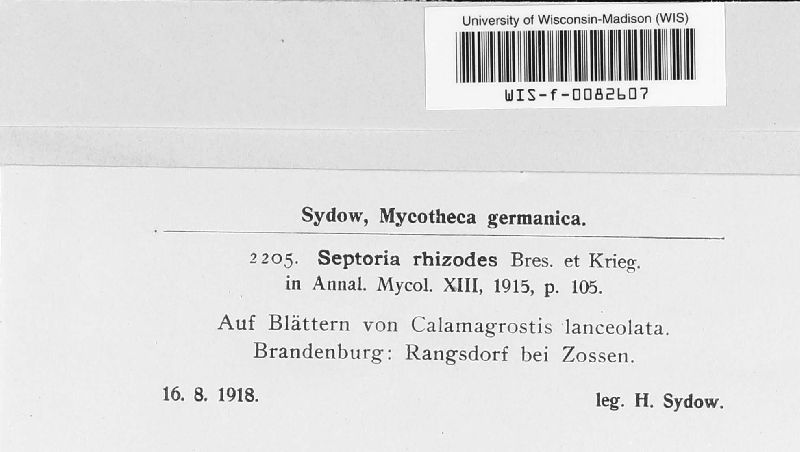 University of Wisconsin-Madison (WIS)
WIS-f-0082607
Sydow, Mycotheca germanica.
2205. Septoria rhizodes Bres. et Krieg.
in Annal. Mycol. XIII, 1915, p. 105.
Auf Blättern von Calamagrostis lanceolata.
Brandenburg: Rangsdorf bei Zossen.
16. 8. 1918.
leg. H. Sydow.